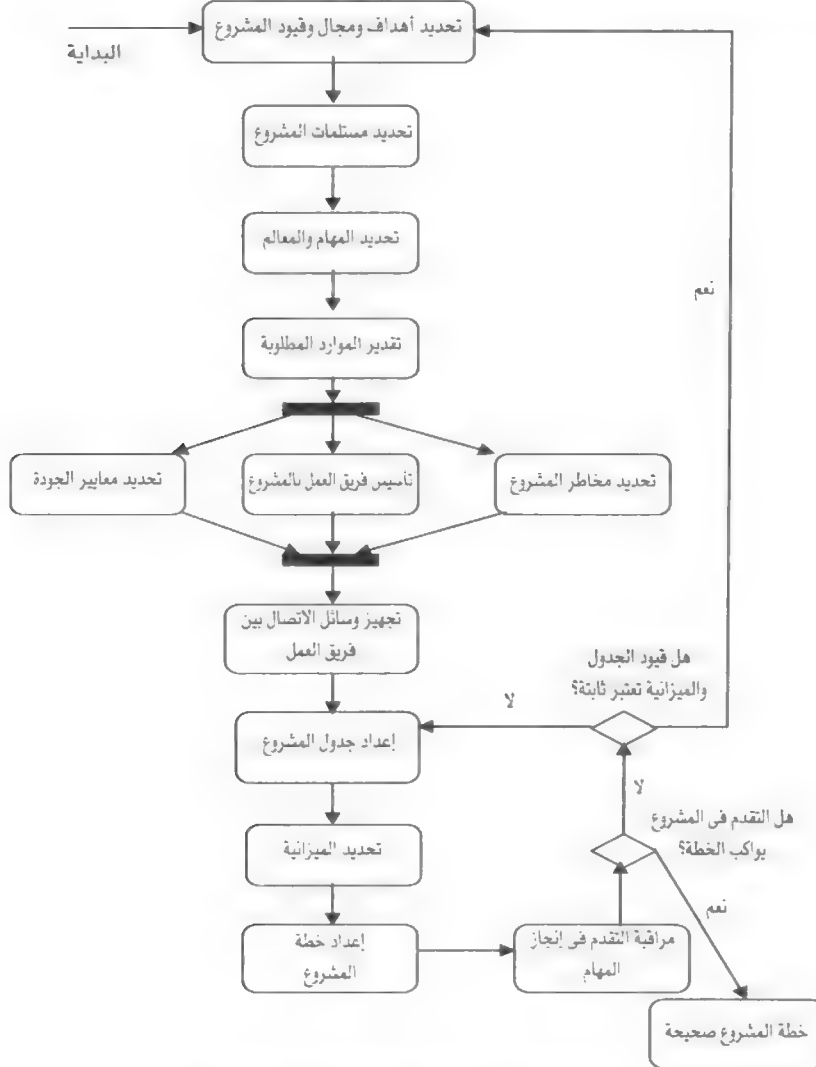 تحديد أهداف ومجال وقيود المشروع
البداية
تحديد مستلمات المشروع
تحديد المهام والمعالم
نعم
تقدير الموارد المطلوبة
تحديد مخاطر المشروع
تأسيس فريق العمل بالمشروع
تحديد معايير الجودة
تجهيز وسائل الاتصال بين
فريق العمل
هل قيود الجدول
والميزانية تعتبر ثابتة؟
لا
إعداد جدول المشروع
لا
هل التقدم فى المشروع
يواكب الخطة؟
تحديد الميزانية
نعم
إعداد خطة
المشروع
مراقبة التقدم فى إنجاز
المهام
خطة المشروع صحيحة